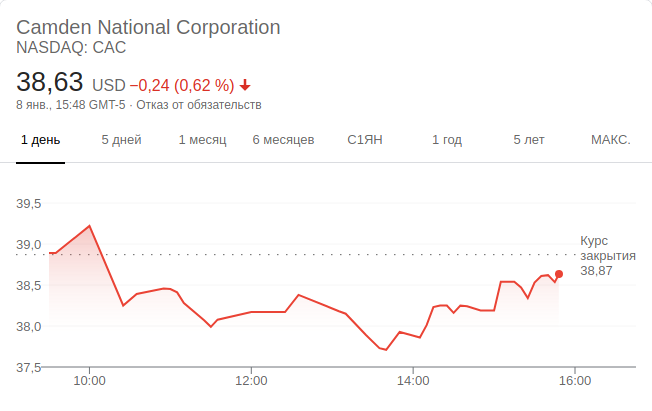 Camden National Corporation
NASDAQ: CAC
38,63 USD −0,24 (0,62 %)
8 янв., 15:48 GMT-5 · Отказ от обязательств
1 день 5 дней 1 месяц 6 месяцев С1ЯН 1 год 5 лет МАКС.
39,5
39,0
38,5
38,0
37,5
Курс
закрытия
38,87
10:00 12:00 14:00 16:00